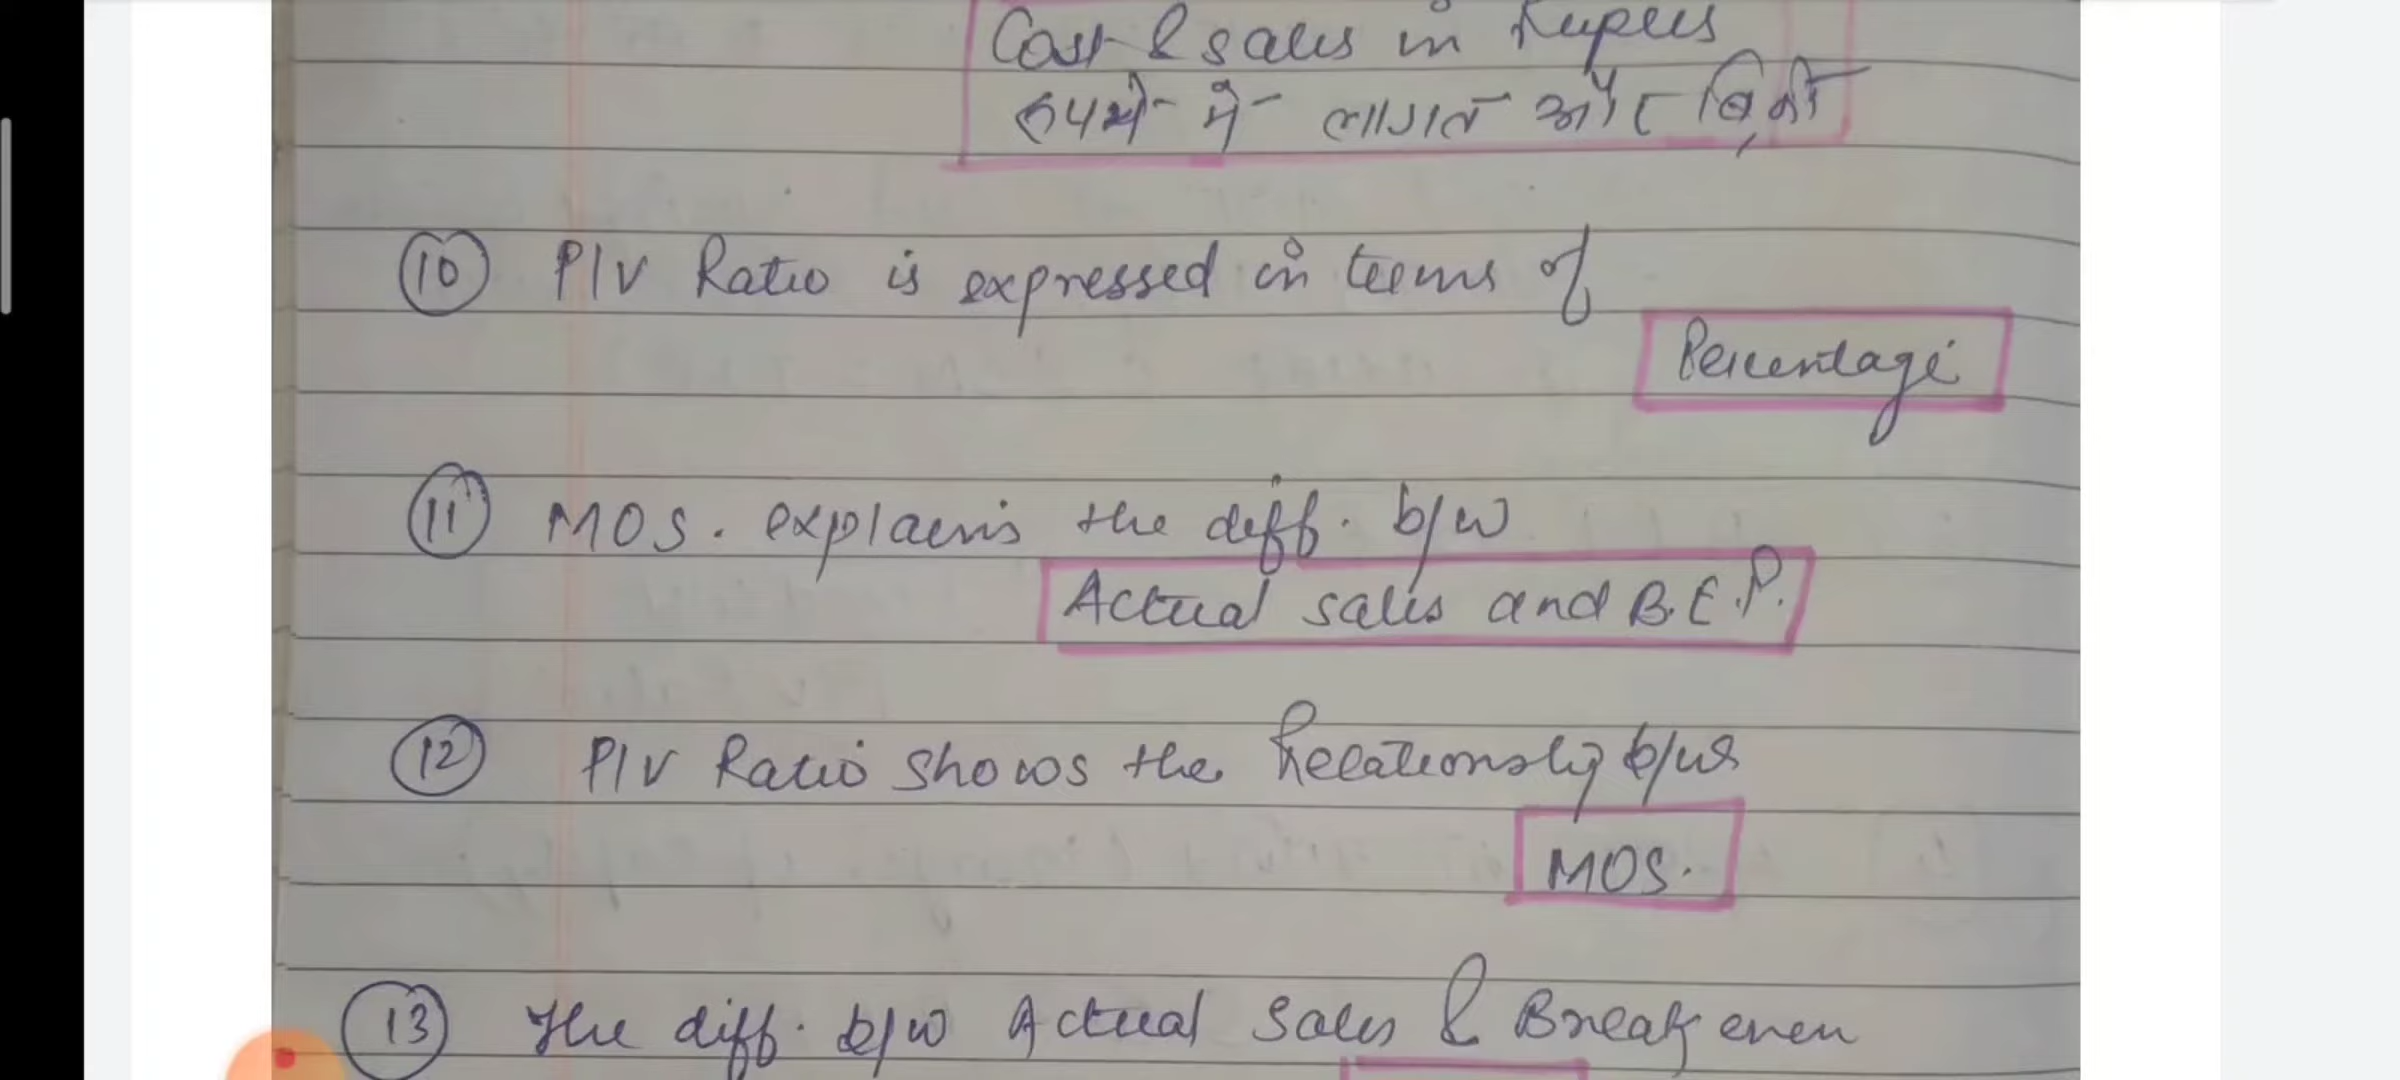 Cost & sales in Rupees
रुपये में लागत और बिक्री
10 P/V Ratio is expressed in terms of
Percentage
11 MOS. explains the diff. b/w
Actual sales and B.E.P.
12 P/V Ratio shows the Relationship b/w
MOS.
13 The diff. b/w Actual Sales & Break even